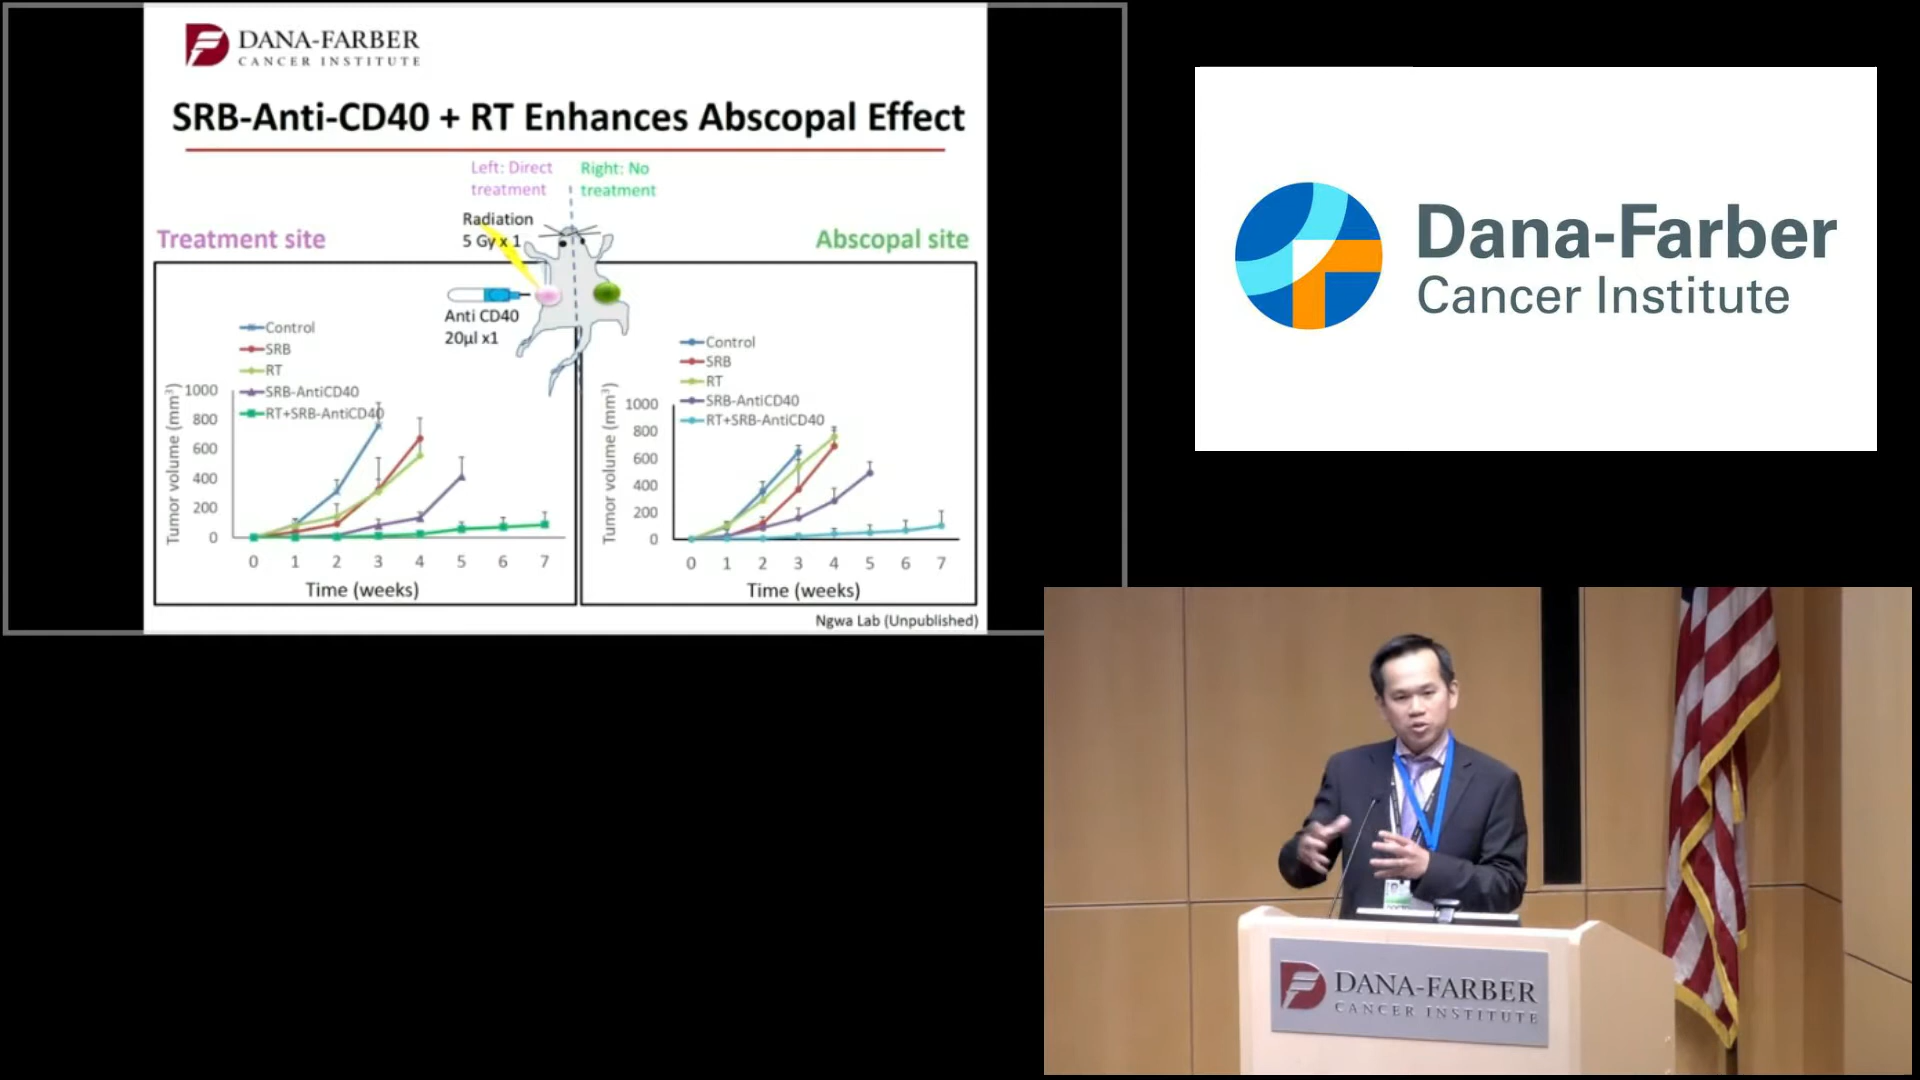 DANA-FARBER
CANCER INSTITUTE
SRB-Anti-CD40 + RT Enhances Abscopal Effect
Left: Direct
treatment
Right: No
treatment
Radiation
5 Gy x 1
Treatment site
Abscopal site
Anti CD40
20µl x1
Control
SRB
RT
SRB-AntiCD40
RT+SRB-AntiCD40
Tumor volume (mm³)
1000
800
600
400
200
0
0 1 2 3 4 5 6 7
Time (weeks)
Control
SRB
RT
SRB-AntiCD40
RT+SRB-AntiCD40
Tumor volume (mm³)
1000
800
600
400
200
0
0 1 2 3 4 5 6 7
Time (weeks)
Ngwa Lab (Unpublished)
Dana-Farber
Cancer Institute
DANA-FARBER
CANCER INSTITUTE